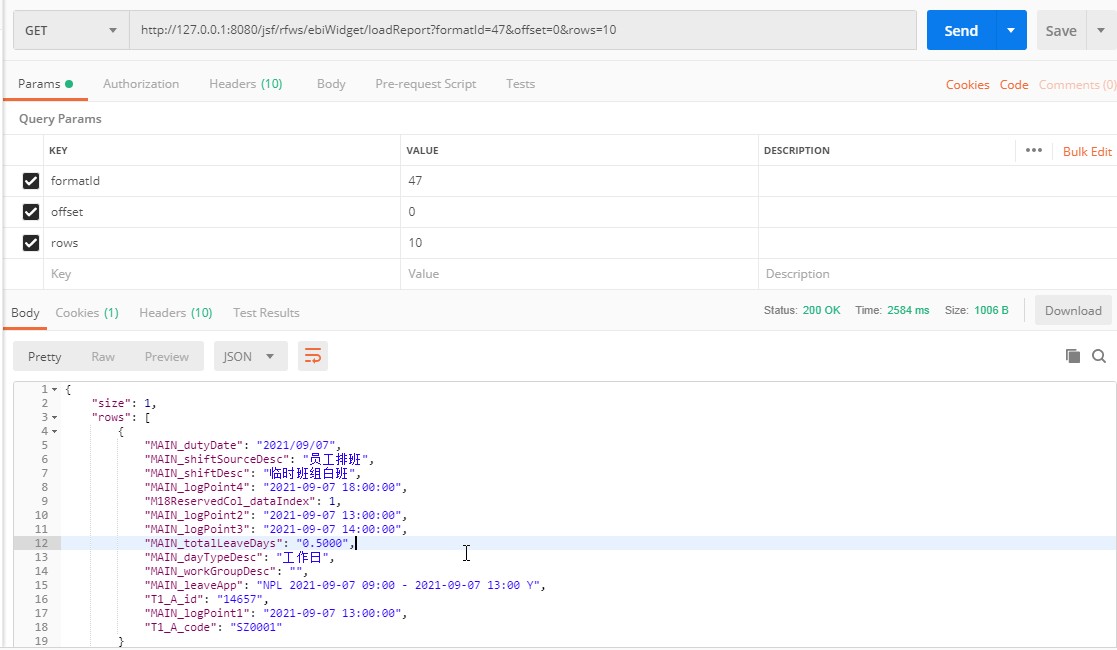 GET http://127.0.0.1:8080/jsf/rfws/ebiWidget/loadReport?formatId=47&offset=0&rows=10 Send Save
Params Authorization Headers (10) Body Pre-request Script Tests Cookies Code Comments (0)
Query Params
KEY VALUE DESCRIPTION ••• Bulk Edit
formatId 47
offset 0
rows 10
Key Value Description
Body Cookies (1) Headers (10) Test Results Status: 200 OK Time: 2584 ms Size: 1006 B Download
Pretty Raw Preview JSON
1 {
2 "size": 1,
3 "rows": [
4 {
5 "MAIN_dutyDate": "2021/09/07",
6 "MAIN_shiftSourceDesc": "员工排班",
7 "MAIN_shiftDesc": "临时班组白班",
8 "MAIN_logPoint4": "2021-09-07 18:00:00",
9 "M18ReservedCol_dataIndex": 1,
10 "MAIN_logPoint2": "2021-09-07 13:00:00",
11 "MAIN_logPoint3": "2021-09-07 14:00:00",
12 "MAIN_totalLeaveDays": "0.5000",
13 "MAIN_dayTypeDesc": "工作日",
14 "MAIN_workGroupDesc": "",
15 "MAIN_leaveApp": "NPL 2021-09-07 09:00 - 2021-09-07 13:00 Y",
16 "T1_A_id": "14657",
17 "MAIN_logPoint1": "2021-09-07 13:00:00",
18 "T1_A_code": "SZ0001"
19 }